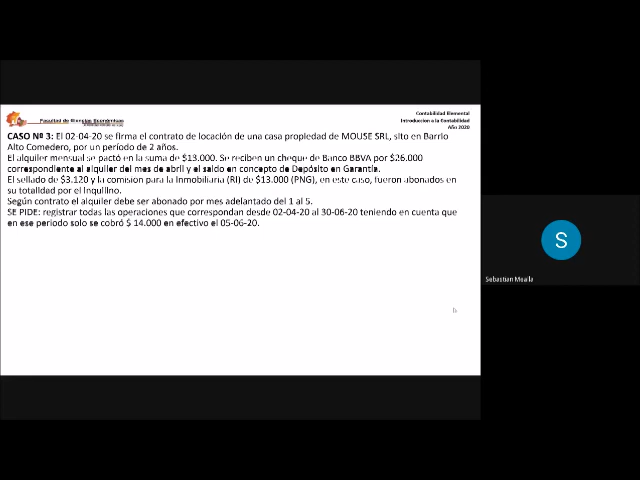 Facultad de Ciencias Económicas
Contabilidad Elemental
Introducción a la Contabilidad
Año 2020
CASO Nº 3: El 02-04-20 se firma el contrato de locación de una casa propiedad de MOUSE SRL, sito en Barrio
Alto Comedero, por un período de 2 años.
El alquiler mensual se pactó en la suma de $13.000. Se reciben un cheque de Banco BBVA por $26.000
correspondiente al alquiler del mes de abril y el saldo en concepto de Depósito en Garantía.
El sellado de $3.120 y la comisión para la Inmobiliaria (RI) de $13.000 (PNG), en este caso, fueron abonados en
su totalidad por el inquilino.
Según contrato el alquiler debe ser abonado por mes adelantado del 1 al 5.
SE PIDE: registrar todas las operaciones que correspondan desde 02-04-20 al 30-06-20 teniendo en cuenta que
en ese periodo solo se cobró $ 14.000 en efectivo el 05-06-20.
S
Sebastian Mealla